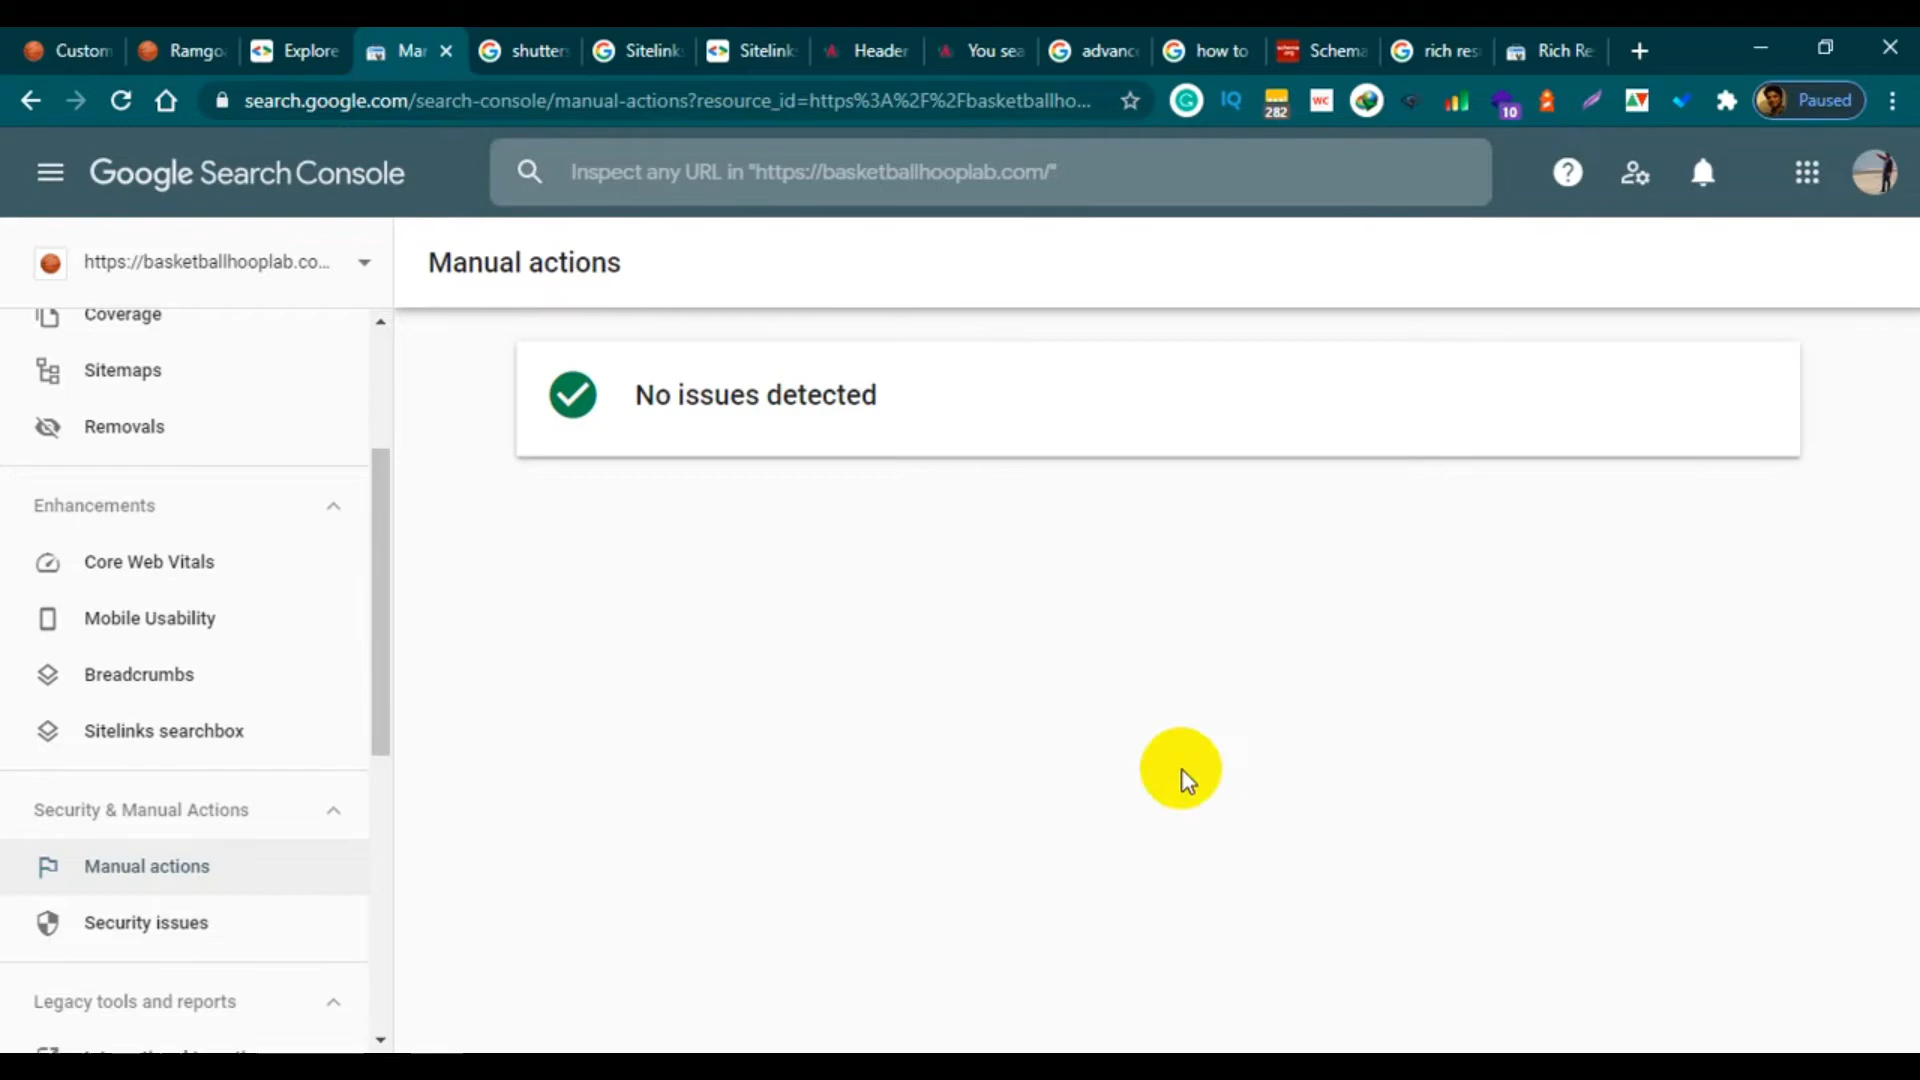 Custom
Ramgo
Explore
Mar
shutters
Sitelink
Sitelink
Header
You sea
advanc
how to
Schema
rich res
Rich Re
search.google.com/search-console/manual-actions?resource_id=https%3A%2F%2Fbasketballho...
IQ
282
WC
10
Paused
Google Search Console
Inspect any URL in "https://basketballhooplab.com/"
https://basketballhooplab.co...
Manual actions
Coverage
Sitemaps
Removals
Enhancements
Core Web Vitals
Mobile Usability
Breadcrumbs
Sitelinks searchbox
Security & Manual Actions
Manual actions
Security issues
Legacy tools and reports
No issues detected